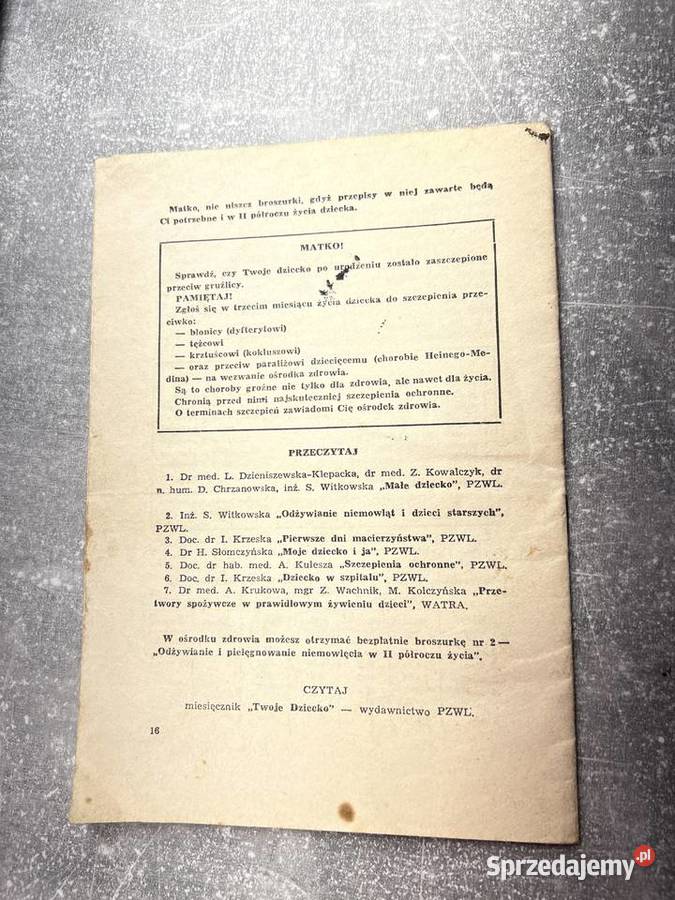 Matko, nie niszcz broszurki, gdyż przepisy w niej zawarte będą
Ci potrzebne i w II półroczu życia dziecka.
MATKO!
Sprawdź, czy Twoje dziecko po urodzeniu zostało zaszczepione
przeciw gruźlicy.
PAMIĘTAJ!
Zgłoś się w trzecim miesiącu życia dziecka do szczepienia prze-
ciwko:
— błonicy (dyfterytowi)
— tężcowi
— krztuścowi (kokluszowi)
— oraz przeciw paraliżowi dziecięcemu (chorobie Heinego-Me-
dina) — na wezwanie ośrodka zdrowia.
Są to choroby groźne nie tylko dla zdrowia, ale nawet dla życia.
Chronią przed nimi najskuteczniej szczepienia ochronne.
O terminach szczepień zawiadomi Cię ośrodek zdrowia.
PRZECZYTAJ
1. Dr med. L. Dzieniszewska-Klepacka, dr med. Z. Kowalczyk, dr
n. hum. D. Chrzanowska, inż. S. Witkowska „Małe dziecko”, PZWL.
2. Inż. S. Witkowska „Odżywianie niemowląt i dzieci starszych”,
PZWL.
3. Doc. dr I. Krzeska „Pierwsze dni macierzyństwa”, PZWL.
4. Dr H. Słomczyńska „Moje dziecko i ja”, PZWL.
5. Doc. dr hab. med. A. Kulesza „Szczepienia ochronne”, PZWL.
6. Doc. dr I. Krzeska „Dziecko w szpitalu”, PZWL.
7. Dr med. A. Krukowa, mgr Z. Wachnik, M. Kolczyńska „Prze-
twory spożywcze w prawidłowym żywieniu dzieci”, WATRA.
W ośrodku zdrowia możesz otrzymać bezpłatnie broszurkę nr 2 —
„Odżywianie i pielęgnowanie niemowlęcia w II półroczu życia”.
CZYTAJ
miesięcznik „Twoje Dziecko” — wydawnictwo PZWL.
16
Sprzedajemy.pl